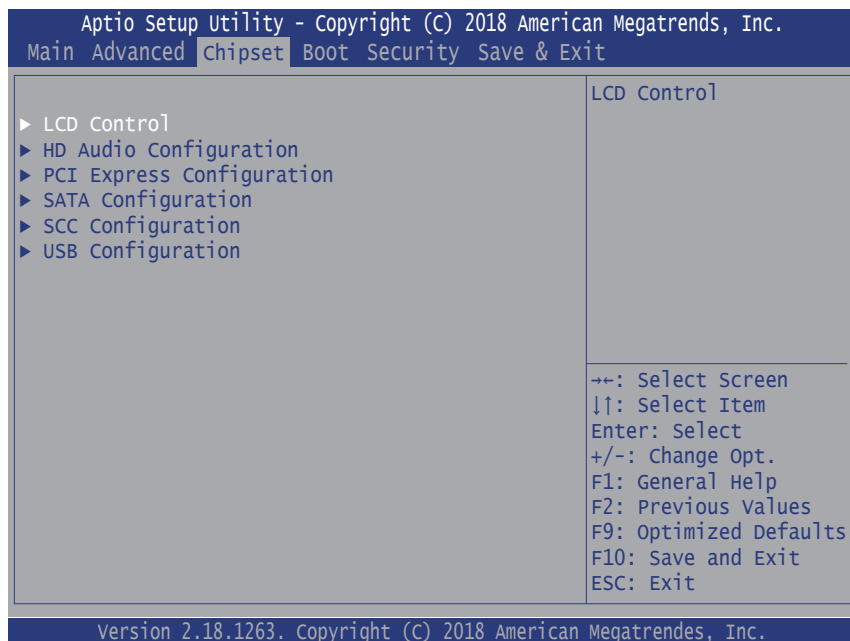 Aptio Setup Utility - Copyright (C) 2018 American Megatrends, Inc.
Main Advanced Chipset Boot Security Save & Exit
▶ LCD Control
▶ HD Audio Configuration
▶ PCI Express Configuration
▶ SATA Configuration
▶ SCC Configuration
▶ USB Configuration
LCD Control
→←: Select Screen
↓↑: Select Item
Enter: Select
+/-: Change Opt.
F1: General Help
F2: Previous Values
F9: Optimized Defaults
F10: Save and Exit
ESC: Exit
Version 2.18.1263. Copyright (C) 2018 American Megatrendes, Inc.